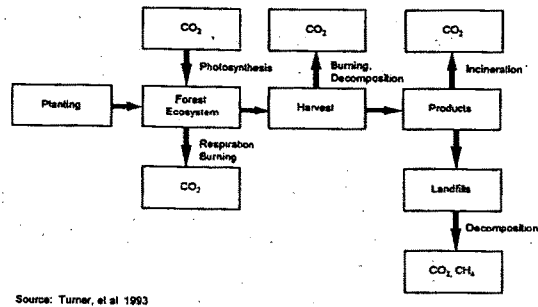 CO₂
CO₂
CO₂
Photosynthesis
Burning,
Decomposition
Incineration
Planting
Forest
Ecosystem
Harvest
Products
Respiration
Burning
CO₂
Landfills
Decomposition
CO₂, CH₄
Source: Turner, et al 1993